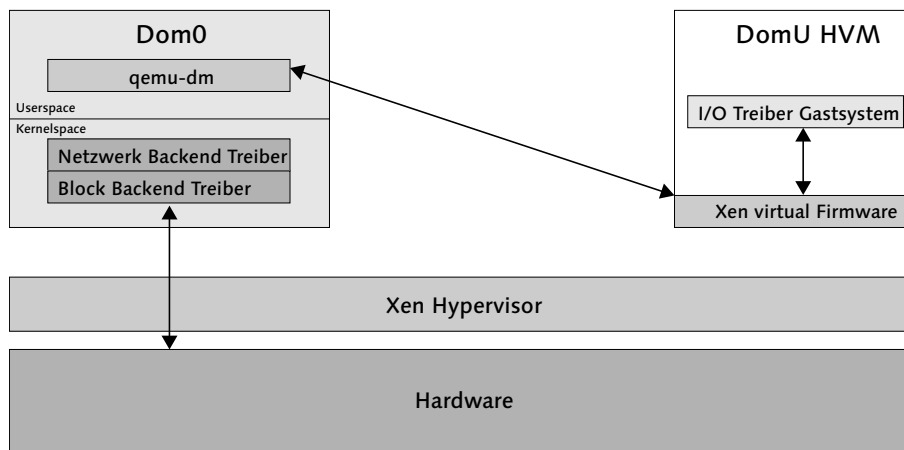 Dom0
qemu-dm
Userspace
Kernelspace
Netzwerk Backend Treiber
Block Backend Treiber
DomU HVM
I/O Treiber Gastsystem
Xen virtual Firmware
Xen Hypervisor
Hardware